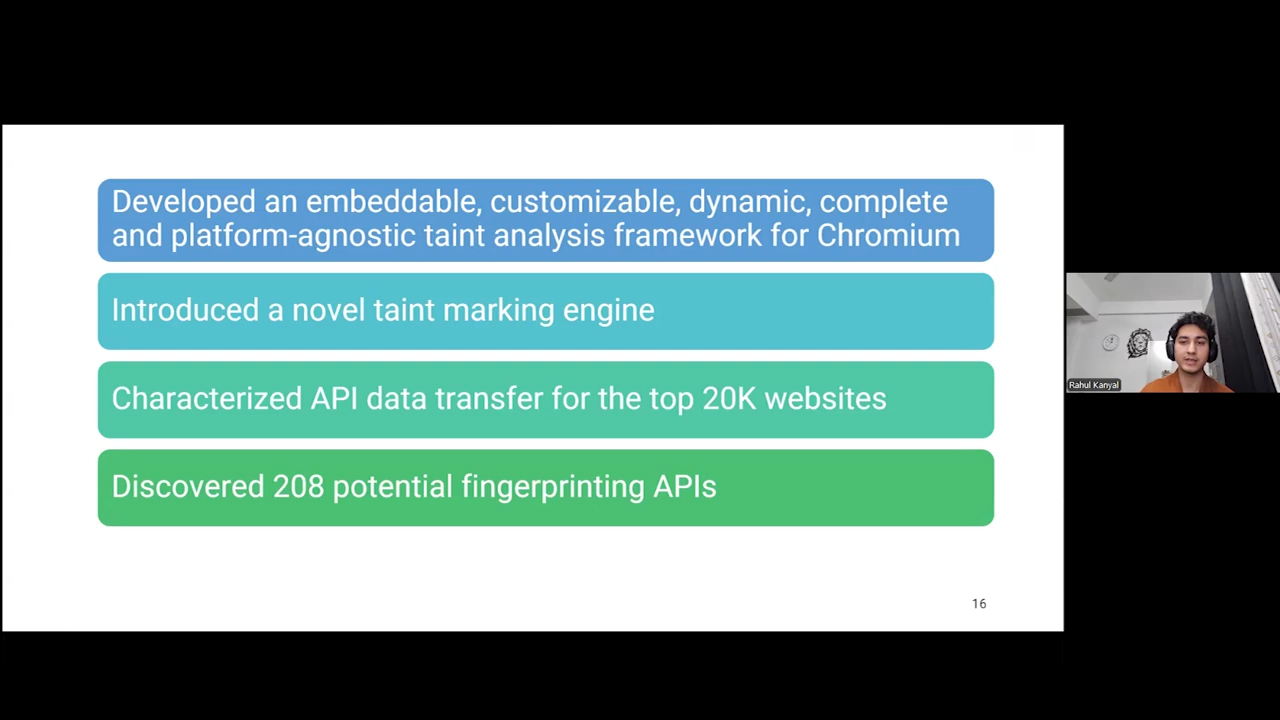 Developed an embeddable, customizable, dynamic, complete
and platform-agnostic taint analysis framework for Chromium
Introduced a novel taint marking engine
Characterized API data transfer for the top 20K websites
Discovered 208 potential fingerprinting APIs
16
Rahul Kanyal